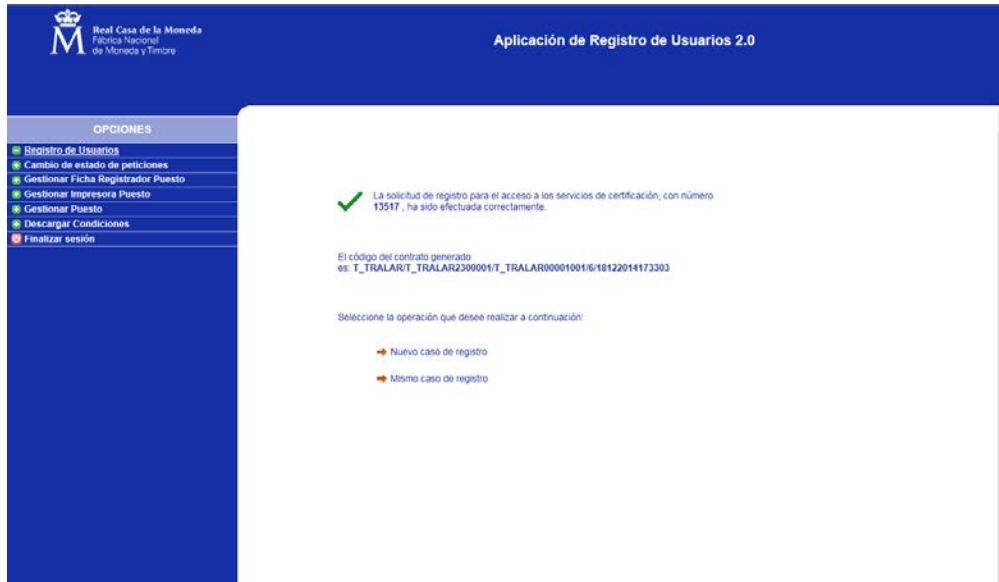 Real Casa de la Moneda
Fábrica Nacional
de Moneda y Timbre
Aplicación de Registro de Usuarios 2.0
OPCIONES
Registro de Usuarios
Cambio de estado de peticiones
Gestionar Ficha Registrador Puesto
Gestionar Impresora Puesto
Gestionar Puesto
Descargar Condiciones
Finalizar sesión
La solicitud de registro para el acceso a los servicios de certificación, con número
13517 , ha sido efectuada correctamente.
El código del contrato generado
es: T_TRALAR/T_TRALAR2300001/T_TRALAR00001001/6/18122014173303
Seleccione la operación que desee realizar a continuación:
Nuevo caso de registro
Mismo caso de registro